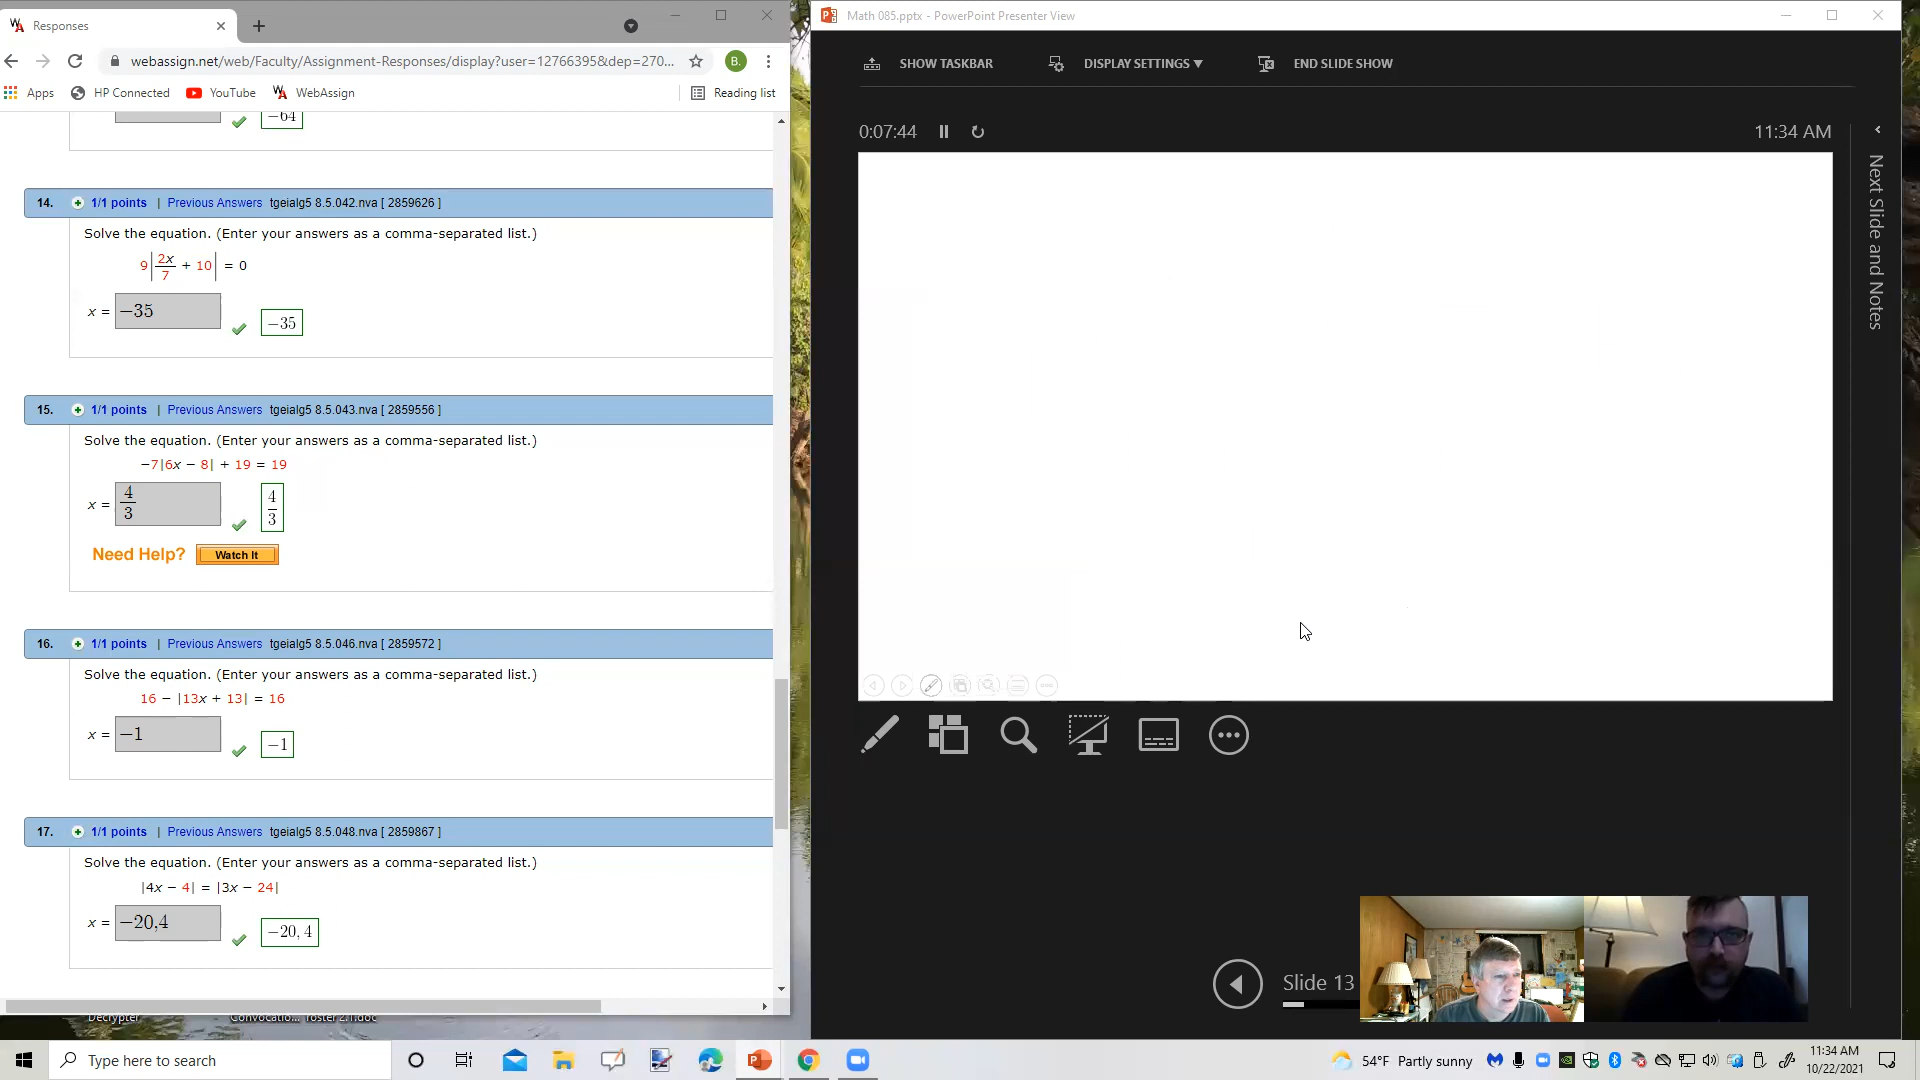 Responses
webassign.net/web/Faculty/Assignment-Responses/display?user=12766395&dep=270...
B.
Apps
HP Connected
YouTube
WebAssign
Reading list
−64
14. 1/1 points | Previous Answers tgeialg5 8.5.042.nva [ 2859626 ]
Solve the equation. (Enter your answers as a comma-separated list.)
9|2x/7 + 10| = 0
x = −35
−35
15. 1/1 points | Previous Answers tgeialg5 8.5.043.nva [ 2859556 ]
Solve the equation. (Enter your answers as a comma-separated list.)
−7|6x − 8| + 19 = 19
x = 4/3
4/3
Need Help? Watch It
16. 1/1 points | Previous Answers tgeialg5 8.5.046.nva [ 2859572 ]
Solve the equation. (Enter your answers as a comma-separated list.)
16 − |13x + 13| = 16
x = −1
−1
17. 1/1 points | Previous Answers tgeialg5 8.5.048.nva [ 2859867 ]
Solve the equation. (Enter your answers as a comma-separated list.)
|4x − 4| = |3x − 24|
x = −20,4
−20, 4
Decrypter
Convocatio... roster 2.1.doc
Math 085.pptx - PowerPoint Presenter View
SHOW TASKBAR
DISPLAY SETTINGS ▼
END SLIDE SHOW
0:07:44
11:34 AM
Next Slide and Notes
Slide 13
Type here to search
54°F Partly sunny
11:34 AM
10/22/2021